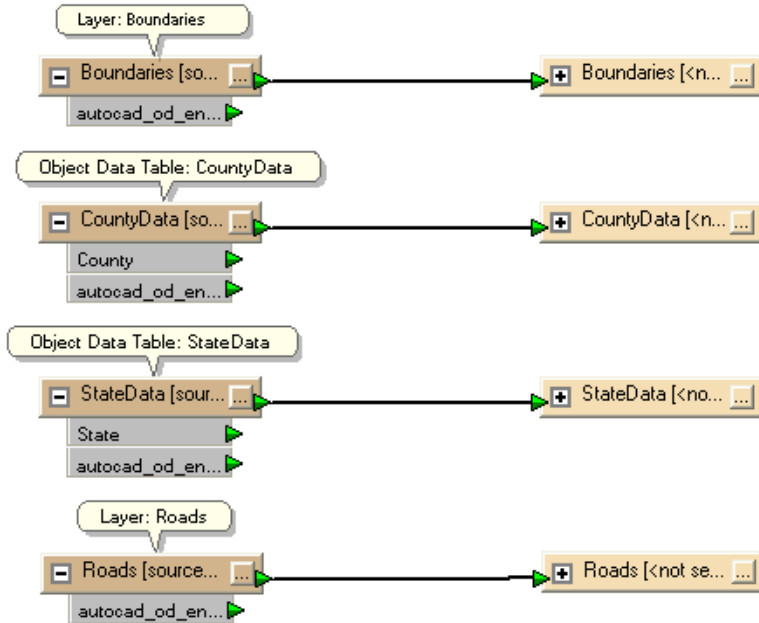 Layer: Boundaries
Boundaries [so... ...
Boundaries [<n... ...
autocad_od_en...
Object Data Table: CountyData
CountyData [so... ...
CountyData [<n... ...
County
autocad_od_en...
Object Data Table: StateData
StateData [sour... ...
StateData [<no... ...
State
autocad_od_en...
Layer: Roads
Roads [source... ...
Roads [<not se... ...
autocad_od_en...